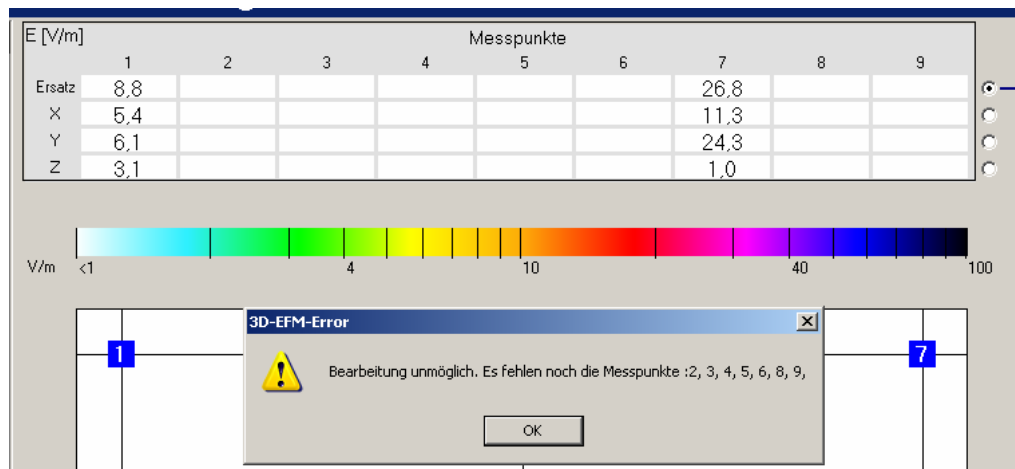 E [V/m] Messpunkte
1 2 3 4 5 6 7 8 9
Ersatz 8,8 26,8
X 5,4 11,3
Y 6,1 24,3
Z 3,1 1,0
V/m <1 4 10 40 100
3D-EFM-Error
1 7
Bearbeitung unmöglich. Es fehlen noch die Messpunkte :2, 3, 4, 5, 6, 8, 9,
OK